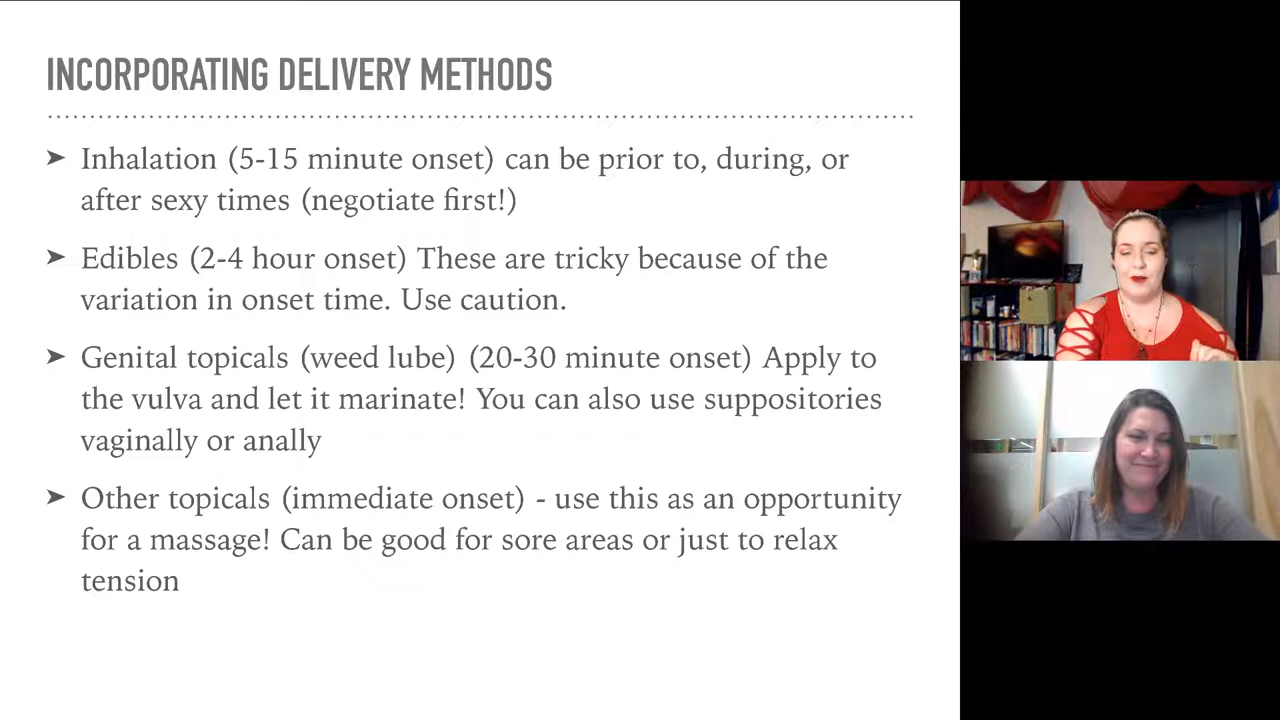 INCORPORATING DELIVERY METHODS
➤ Inhalation (5-15 minute onset) can be prior to, during, or
after sexy times (negotiate first!)
➤ Edibles (2-4 hour onset) These are tricky because of the
variation in onset time. Use caution.
➤ Genital topicals (weed lube) (20-30 minute onset) Apply to
the vulva and let it marinate! You can also use suppositories
vaginally or anally
➤ Other topicals (immediate onset) - use this as an opportunity
for a massage! Can be good for sore areas or just to relax
tension